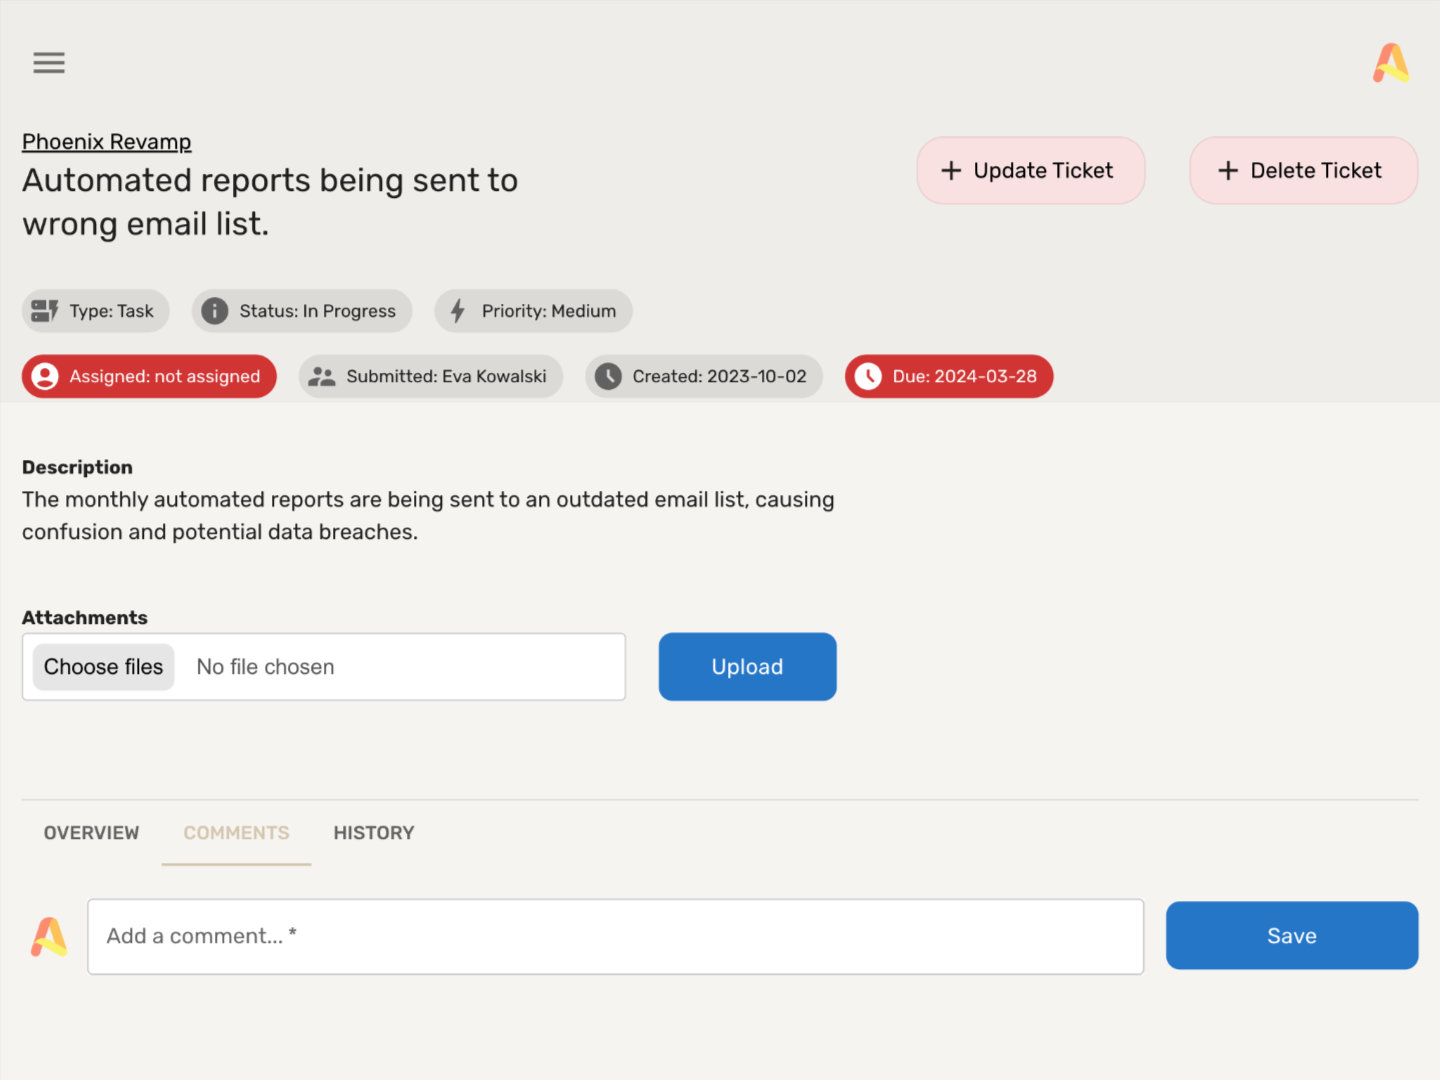 Phoenix Revamp
Automated reports being sent to
wrong email list.
Update Ticket
Delete Ticket
Type: Task
Status: In Progress
Priority: Medium
Assigned: not assigned
Submitted: Eva Kowalski
Created: 2023-10-02
Due: 2024-03-28
Description
The monthly automated reports are being sent to an outdated email list, causing
confusion and potential data breaches.
Attachments
Choose files No file chosen
Upload
OVERVIEW
COMMENTS
HISTORY
Add a comment... *
Save